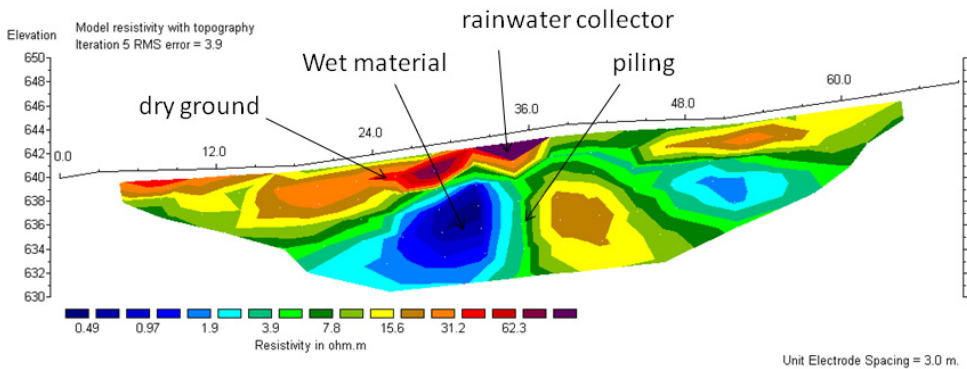 rainwater collector
Elevation
Model resistivity with topography
Iteration 5 RMS error = 3.9
Wet material
piling
dry ground
650
648
646
644
642
640
638
636
634
632
630
0.0
12.0
24.0
36.0
48.0
60.0
0.49 0.97 1.9 3.9 7.8 15.6 31.2 62.3
Resistivity in ohm.m
Unit Electrode Spacing = 3.0 m.